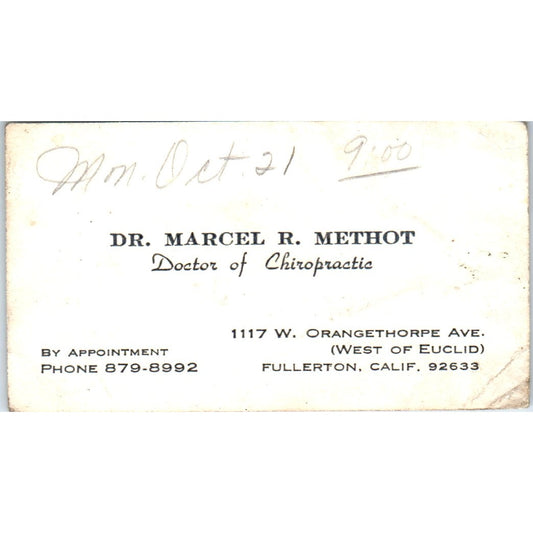 Mon. Oct. 21 9:00
DR. MARCEL R. METHOT
Doctor of Chiropractic
1117 W. ORANGETHORPE AVE.
(WEST OF EUCLID)
FULLERTON, CALIF. 92633
BY APPOINTMENT
PHONE 879-8992